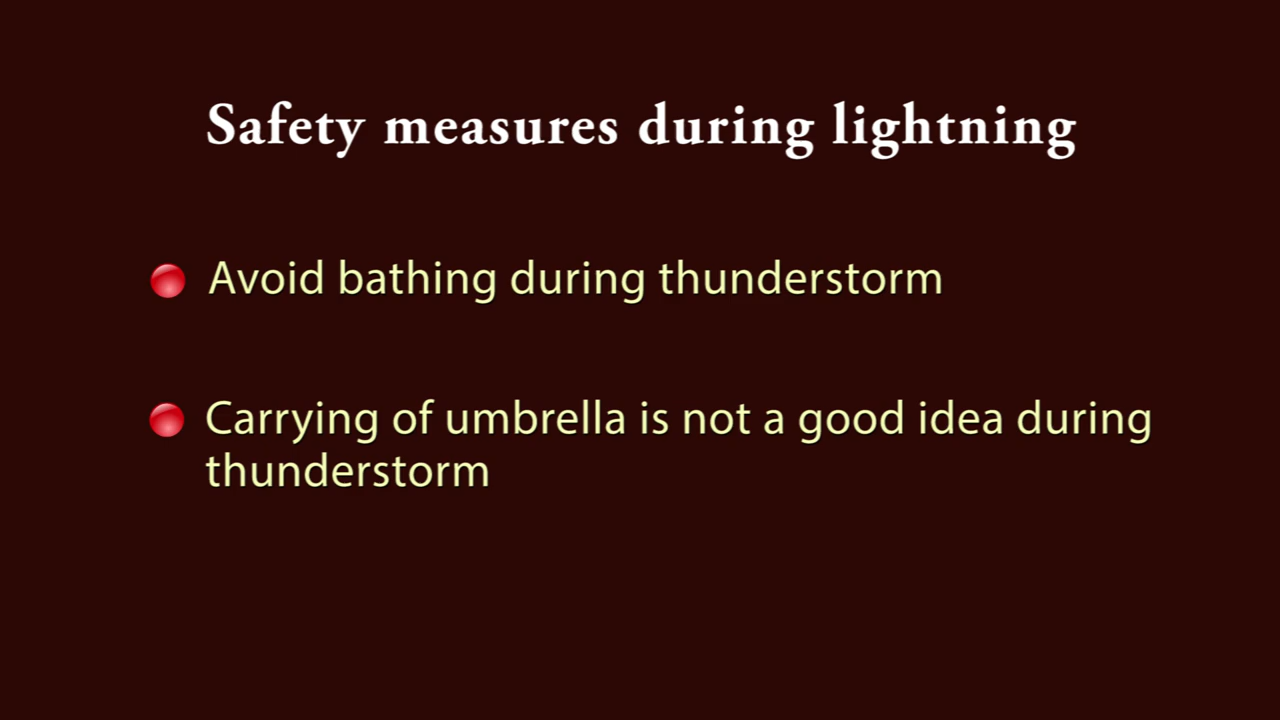 Safety measures during lightning
Avoid bathing during thunderstorm
Carrying of umbrella is not a good idea during
thunderstorm